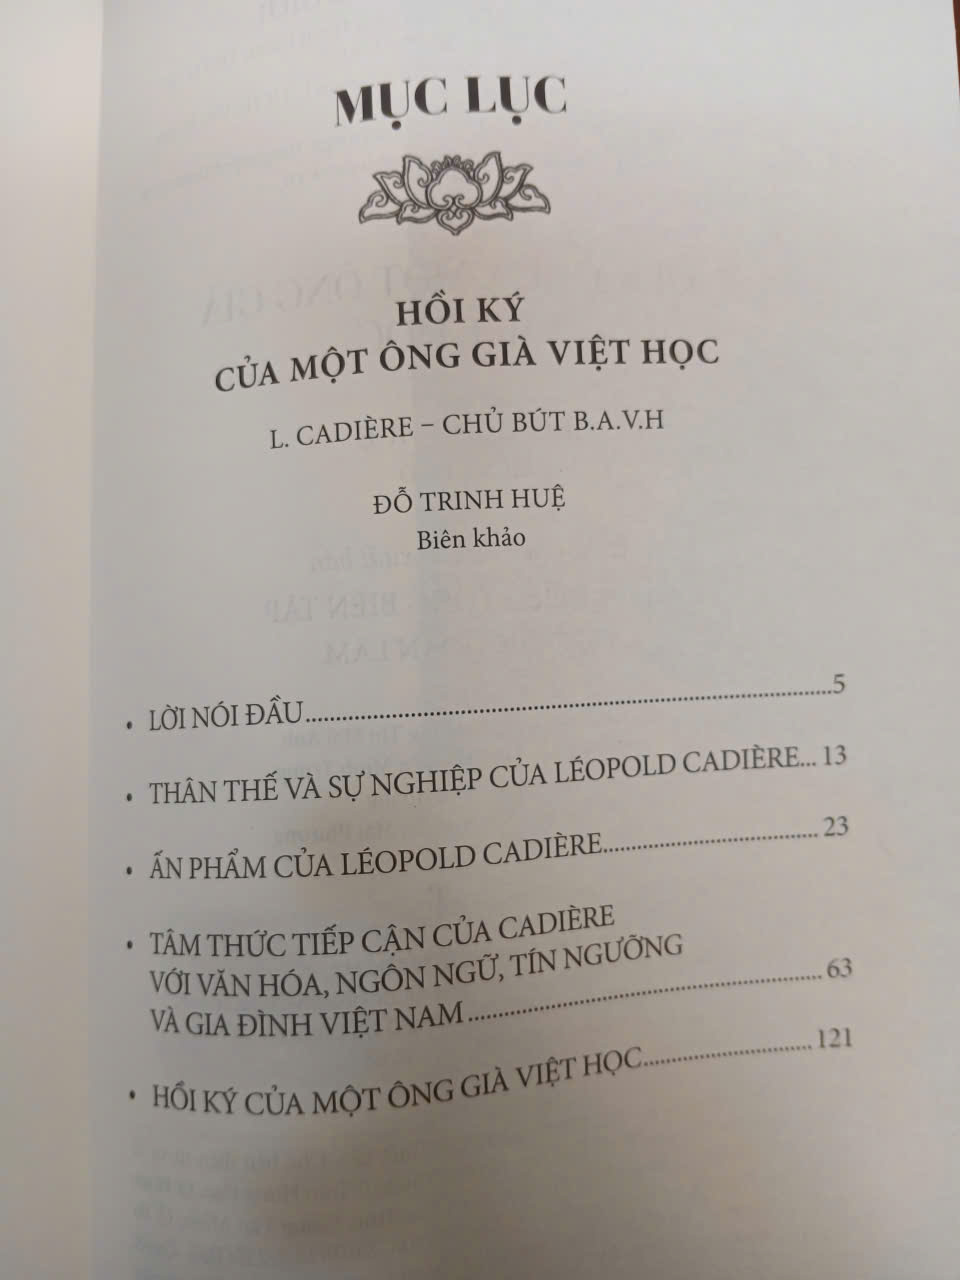 MỤC LỤC
HỒI KÝ
CỦA MỘT ÔNG GIÀ VIỆT HỌC
L. CADIÈRE – CHỦ BÚT B.A.V.H
ĐỖ TRINH HUỆ
Biên khảo
• LỜI NÓI ĐẦU..........................................................................................5
• THÂN THẾ VÀ SỰ NGHIỆP CỦA LÉOPOLD CADIÈRE... 13
• ẤN PHẨM CỦA LÉOPOLD CADIÈRE..................................... 23
• TÂM THỨC TIẾP CẬN CỦA CADIÈRE
VỚI VĂN HÓA, NGÔN NGỮ, TÍN NGƯỠNG
VÀ GIA ĐÌNH VIỆT NAM............................................................ 63
• HỒI KÝ CỦA MỘT ÔNG GIÀ VIỆT HỌC............................. 121